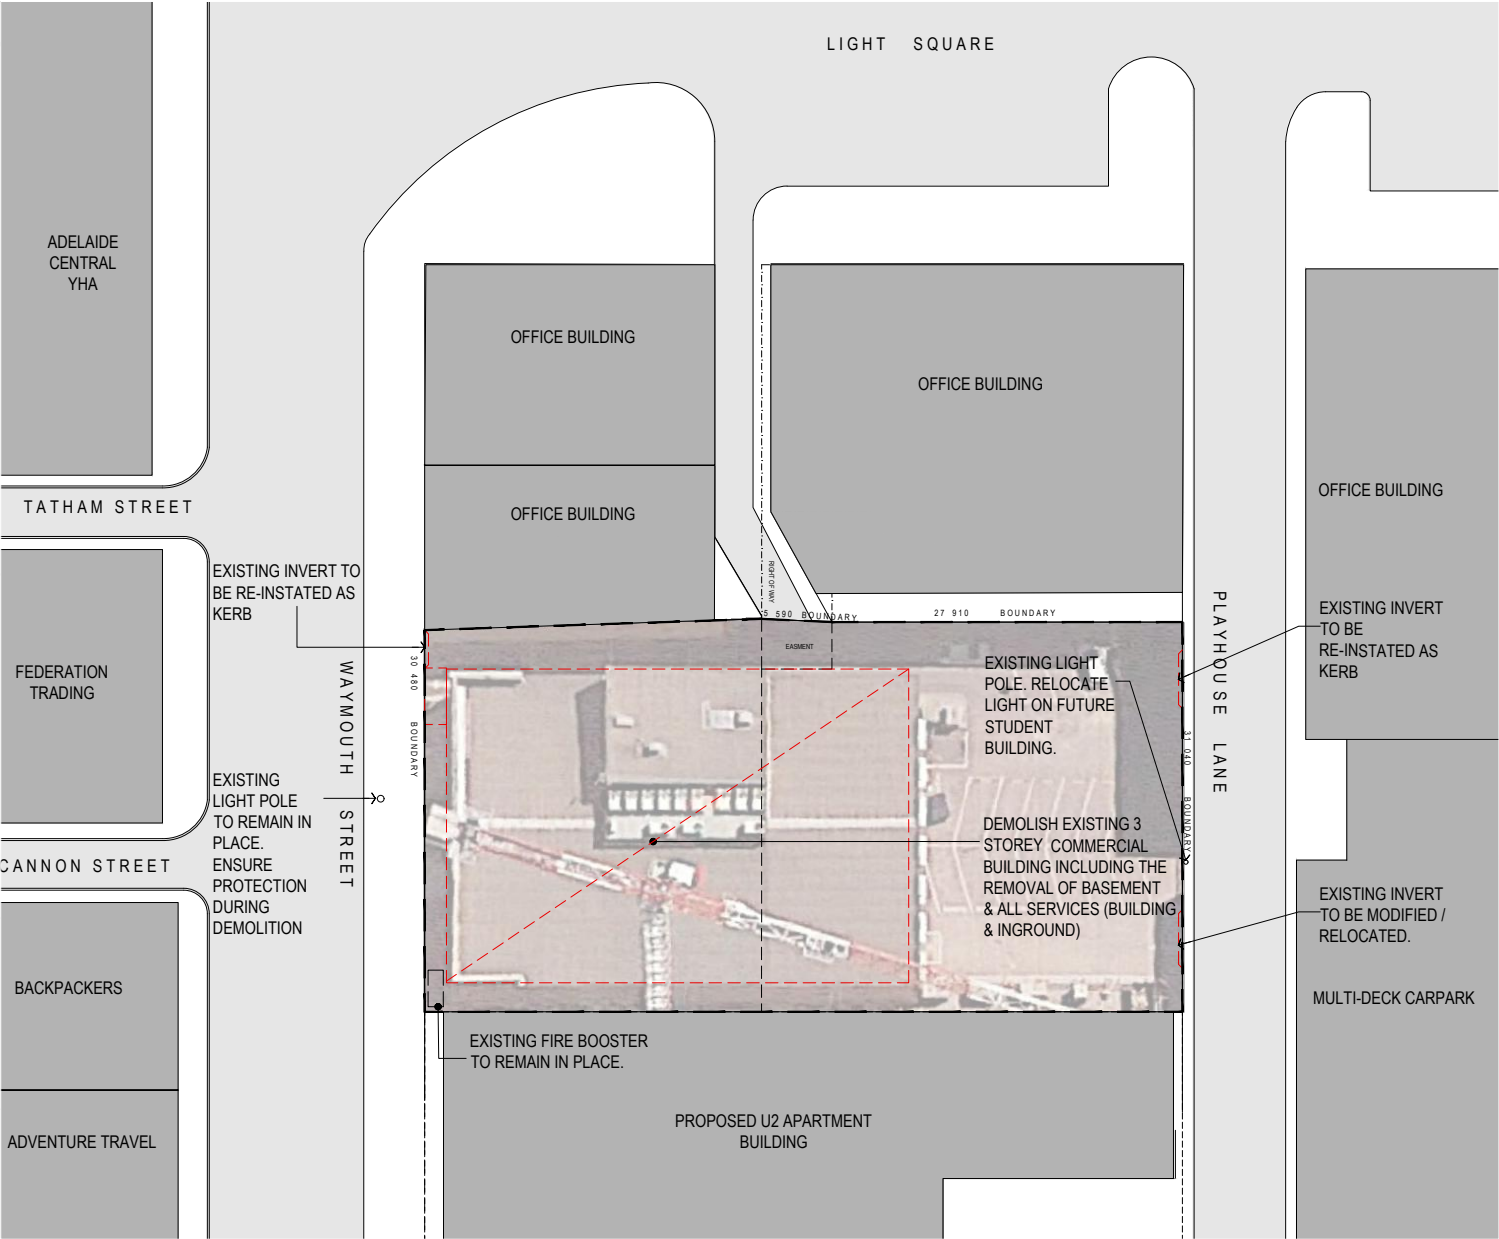 LIGHT SQUARE
ADELAIDE
CENTRAL
YHA
OFFICE BUILDING
OFFICE BUILDING
OFFICE BUILDING
OFFICE BUILDING
TATHAM STREET
EXISTING INVERT TO
BE RE-INSTATED AS
KERB
RIGHT OF WAY
5 590 BOUNDARY
27 910 BOUNDARY
EASMENT
30 480 BOUNDARY
WAYMOUTH STREET
FEDERATION
TRADING
EXISTING LIGHT
POLE. RELOCATE
LIGHT ON FUTURE
STUDENT
BUILDING.
PLAYHOUSE LANE
31 040 BOUNDARY
EXISTING INVERT
TO BE
RE-INSTATED AS
KERB
EXISTING
LIGHT POLE
TO REMAIN IN
PLACE.
ENSURE
PROTECTION
DURING
DEMOLITION
DEMOLISH EXISTING 3
STOREY COMMERCIAL
BUILDING INCLUDING THE
REMOVAL OF BASEMENT
& ALL SERVICES (BUILDING
& INGROUND)
CANNON STREET
EXISTING INVERT
TO BE MODIFIED /
RELOCATED.
BACKPACKERS
MULTI-DECK CARPARK
EXISTING FIRE BOOSTER
TO REMAIN IN PLACE.
PROPOSED U2 APARTMENT
BUILDING
ADVENTURE TRAVEL